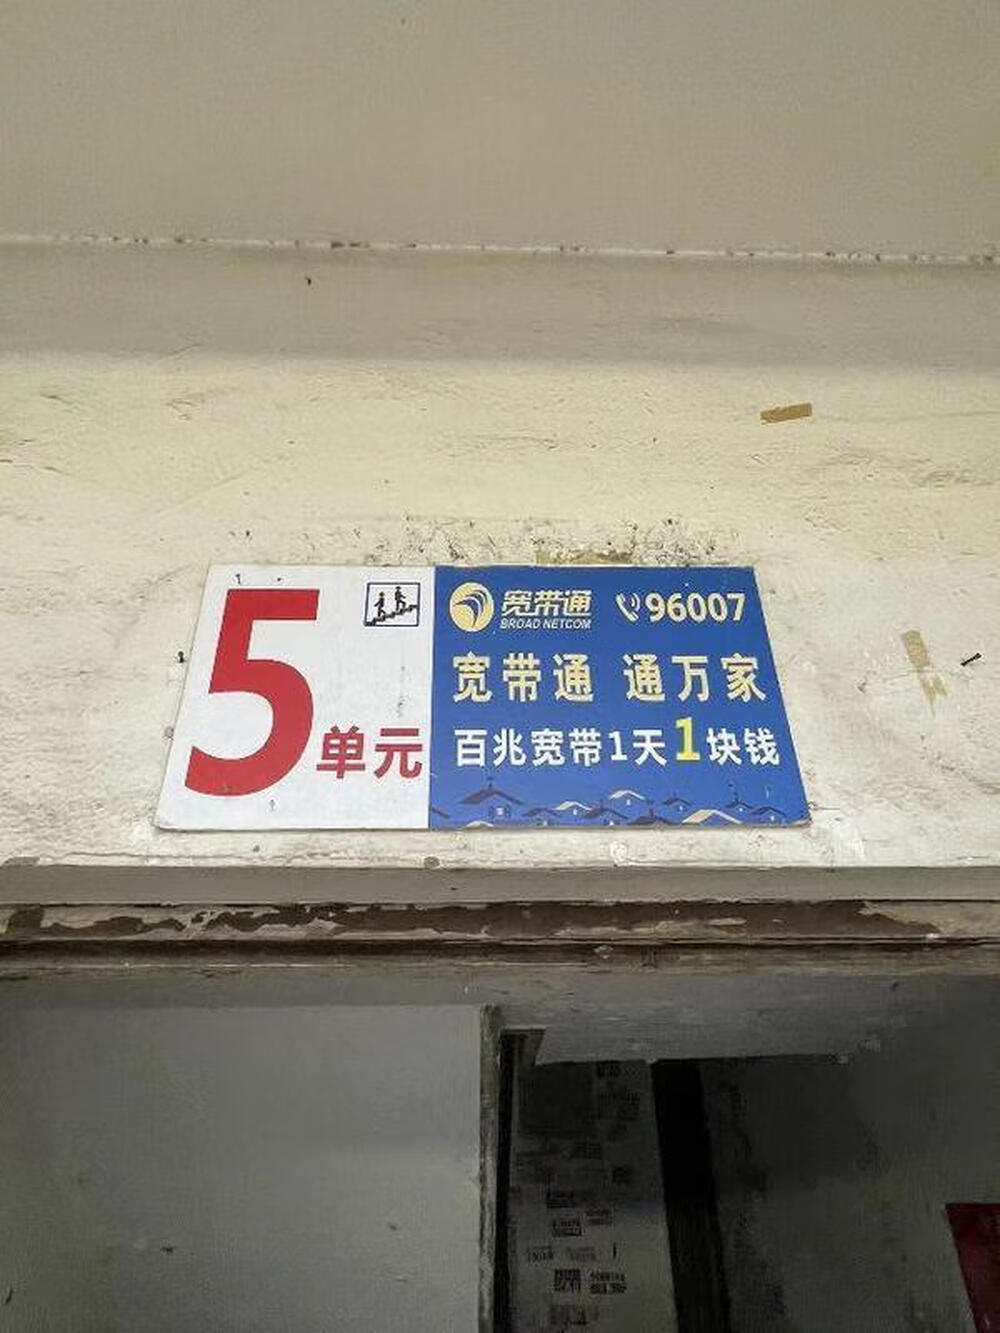 5单元
宽带通
BROAD NETCOM
96007
宽带通 通万家
百兆宽带1天1块钱